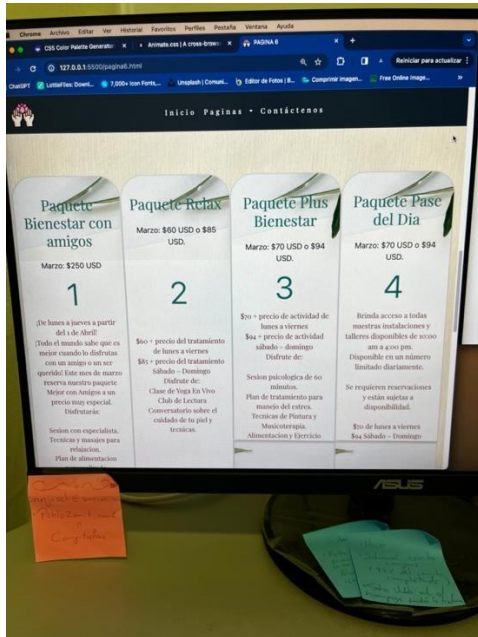 Chrome Archivo Editar Ver Historial Favoritos Perfiles Pestaña Ventana Ayuda
CSS Color Palette Generator
Animate.css | A cross-brows
PAGINA 6
127.0.0.1:5500/pagina6.html
Reiniciar para actualizar
ChatGPT LottieFiles: Downl... 7,000+ Icon Fonts,... Unsplash | Comuni... Editor de Fotos | B... Comprimir Imagen... Free Online Image...
Inicio Paginas Contáctenos
Paquete
Bienestar con
amigos
Marzo: $250 USD
1
¡De lunes a jueves a partir
del 1 de Abril!
¡Todo el mundo sabe que es
mejor cuando lo disfrutas
con un amigo o un ser
querido! Este mes de marzo
reserva nuestro paquete
Mejor con Amigos a un
precio muy especial.
Disfrutarás:
Sesion con especialista.
Tecnicas y masajes para
relajacion.
Plan de alimentacion
Paquete Relax
Marzo: $60 USD o $85
USD.
2
$60 + precio del tratamiento
de lunes a viernes
$85 + precio del tratamiento
Sábado – Domingo
Disfrute de:
Clase de Yoga En Vivo
Club de Lectura
Conversatorio sobre el
cuidado de tu piel y
tecnicas.
Paquete Plus
Bienestar
Marzo: $70 USD o $94
USD.
3
$70 + precio de actividad de
lunes a viernes
$94 + precio de actividad
sábado – domingo
Disfrute de:
Sesion psicologica de 60
minutos.
Plan de tratamiento para
manejo del estres.
Tecnicas de Pintura y
Musicoterapia.
Alimentacion y Ejercicio
Paquete Pase
del Dia
Marzo: $70 USD o $94
USD.
4
Brinda acceso a todas
nuestras instalaciones y
talleres disponibles de 10:00
am a 4:00 pm.
Disponible en un número
limitado diariamente.
Se requieren reservaciones
y están sujetas a
disponibilidad.
$70 de lunes a viernes
$94 Sábado – Domingo
ASUS